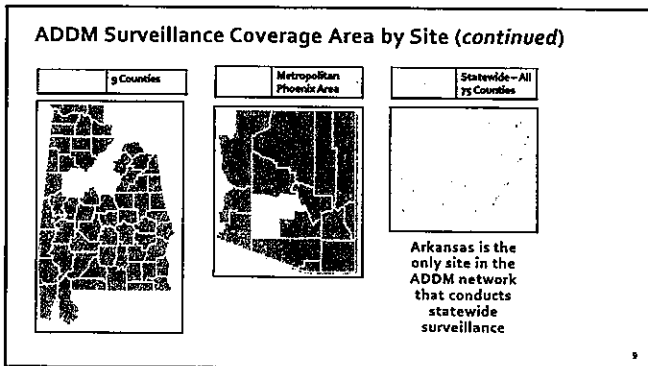 ADDM Surveillance Coverage Area by Site (continued)
9 Counties
Metropolitan
Phoenix Area
Statewide – All
75 Counties
Arkansas is the
only site in the
ADDM network
that conducts
statewide
surveillance
9